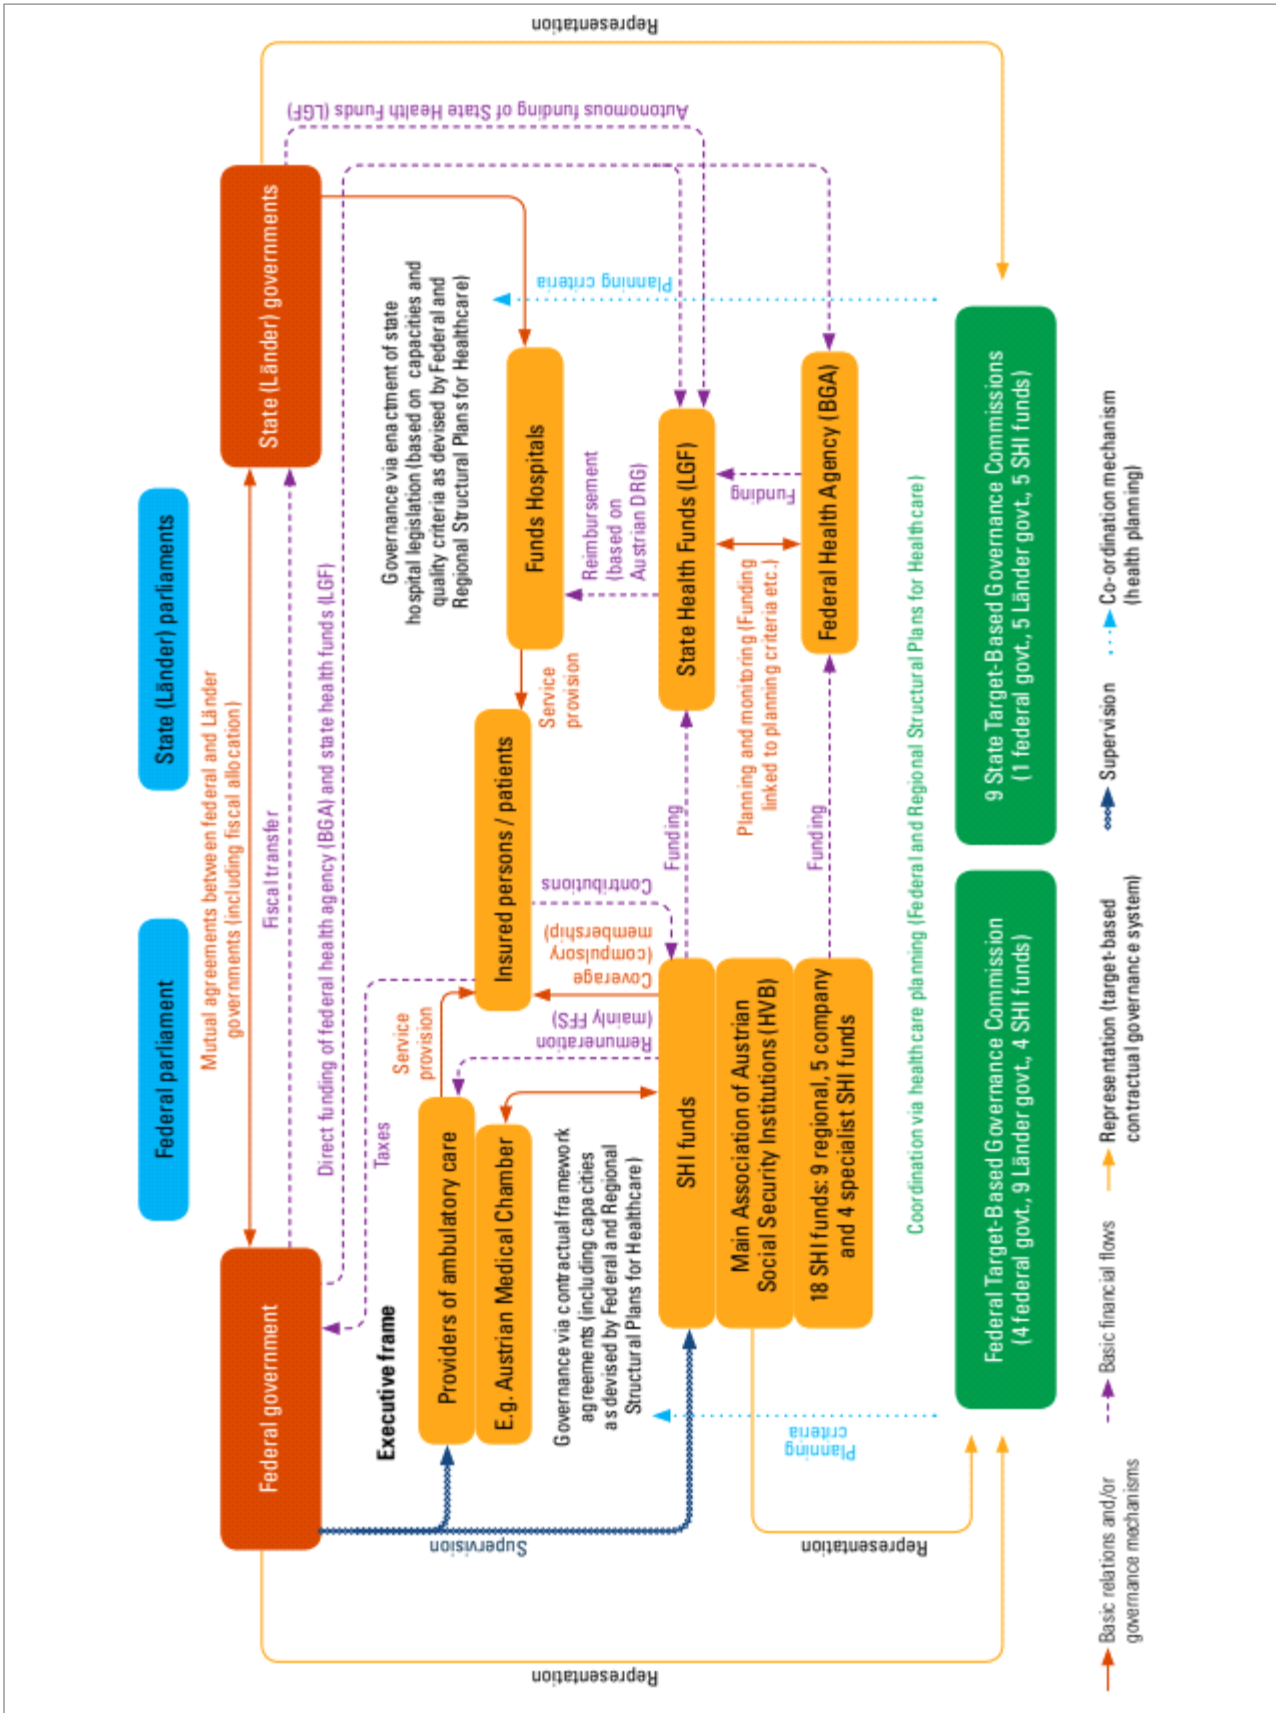 Federal parliament
State (Länder) parliaments
Federal government
Mutual agreements between federal and Länder
governments (including fiscal allocation)
Fiscal transfer
Direct funding of federal health agency (BGA) and state health funds (LGF)
Taxes
State (Länder) governments
Autonomous funding of State Health Funds (LGF)
Representation
Representation
Executive frame
Supervision
Providers of ambulatory care
E.g. Austrian Medical Chamber
Service
provision
Insured persons / patients
Service
provision
Funds Hospitals
Governance via enactment of state
hospital legislation (based on capacities and
quality criteria as devised by Federal and
Regional Structural Plans for Healthcare)
Governance via contractual framework
agreements (including capacities
as devised by Federal and Regional
Structural Plans for Healthcare)
Remuneration
(mainly FFS)
Coverage
(compulsory
membership)
Contributions
Reimbursement
(based on
Austrian DRG)
Planning criteria
SHI funds
Main Association of Austrian
Social Security Institutions (HVB)
18 SHI funds: 9 regional, 5 company
and 4 specialist SHI funds
Funding
State Health Funds (LGF)
Planning and monitoring (Funding
linked to planning criteria etc.)
Funding
Funding
Federal Health Agency (BGA)
Planning
criteria
Representation
Coordination via healthcare planning (Federal and Regional Structural Plans for Healthcare)
Federal Target-Based Governance Commission
(4 federal govt., 9 Länder govt., 4 SHI funds)
9 State Target-Based Governance Commissions
(1 federal govt., 5 Länder govt., 5 SHI funds)
Basic relations and/or
governance mechanisms
Basic financial flows
Representation (target-based
contractual governance system)
Supervision
Co-ordination mechanism
(health planning)